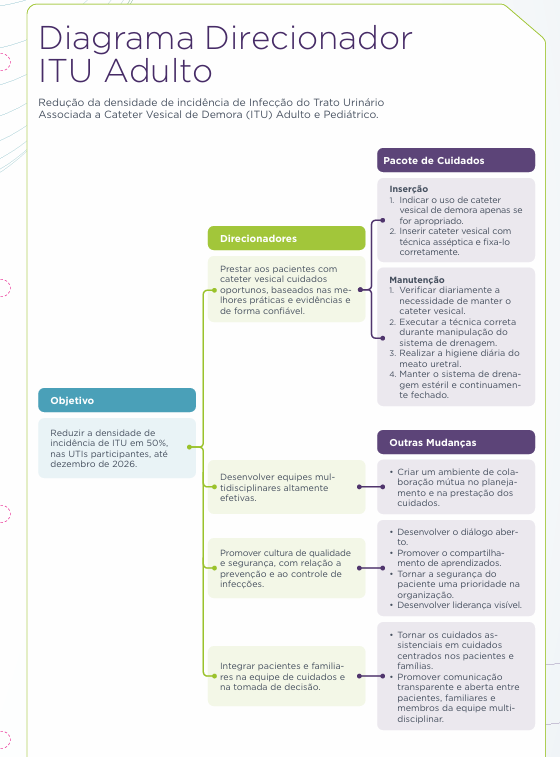 Diagrama Direcionador
ITU Adulto
Redução da densidade de incidência de Infecção do Trato Urinário
Associada a Cateter Vesical de Demora (ITU) Adulto e Pediátrico.
Objetivo
Reduzir a densidade de
incidência de ITU em 50%,
nas UTIs participantes, até
dezembro de 2026.
Direcionadores
Prestar aos pacientes com
cateter vesical cuidados
oportunos, baseados nas me-
lhores práticas e evidências e
de forma confiável.
Desenvolver equipes mul-
tidisciplinares altamente
efetivas.
Promover cultura de qualidade
e segurança, com relação a
prevenção e ao controle de
infecções.
Integrar pacientes e familia-
res na equipe de cuidados e
na tomada de decisão.
Pacote de Cuidados
Inserção
1. Indicar o uso de cateter
vesical de demora apenas se
for apropriado.
2. Inserir cateter vesical com
técnica asséptica e fixa-lo
corretamente.
Manutenção
1. Verificar diariamente a
necessidade de manter o
cateter vesical.
2. Executar a técnica correta
durante manipulação do
sistema de drenagem.
3. Realizar a higiene diária do
meato uretral.
4. Manter o sistema de drena-
gem estéril e continuamen-
te fechado.
Outras Mudanças
• Criar um ambiente de cola-
boração mútua no planeja-
mento e na prestação dos
cuidados.
• Desenvolver o diálogo aber-
to.
• Promover o compartilha-
mento de aprendizados.
• Tornar a segurança do
paciente uma prioridade na
organização.
• Desenvolver liderança visível.
• Tornar os cuidados as-
sistenciais em cuidados
centrados nos pacientes e
famílias.
• Promover comunicação
transparente e aberta entre
pacientes, familiares e
membros da equipe multi-
disciplinar.